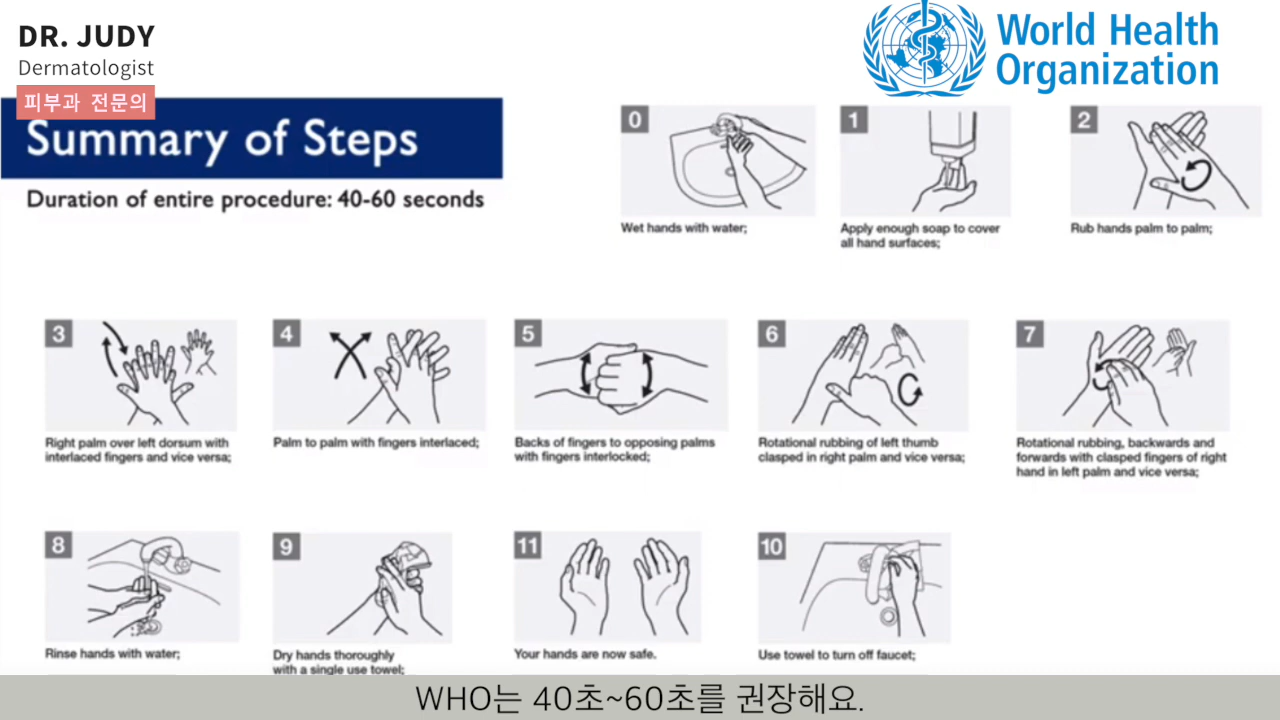 DR. JUDY
Dermatologist
피부과 전문의
World Health
Organization
Summary of Steps
Duration of entire procedure: 40-60 seconds
0
Wet hands with water;
1
Apply enough soap to cover
all hand surfaces;
2
Rub hands palm to palm;
3
Right palm over left dorsum with
interlaced fingers and vice versa;
4
Palm to palm with fingers interlaced;
5
Backs of fingers to opposing palms
with fingers interlocked;
6
Rotational rubbing of left thumb
clasped in right palm and vice versa;
7
Rotational rubbing, backwards and
forwards with clasped fingers of right
hand in left palm and vice versa;
8
Rinse hands with water;
9
Dry hands thoroughly
with a single use towel;
11
Your hands are now safe.
10
Use towel to turn off faucet;
WHO는 40초~60초를 권장해요.